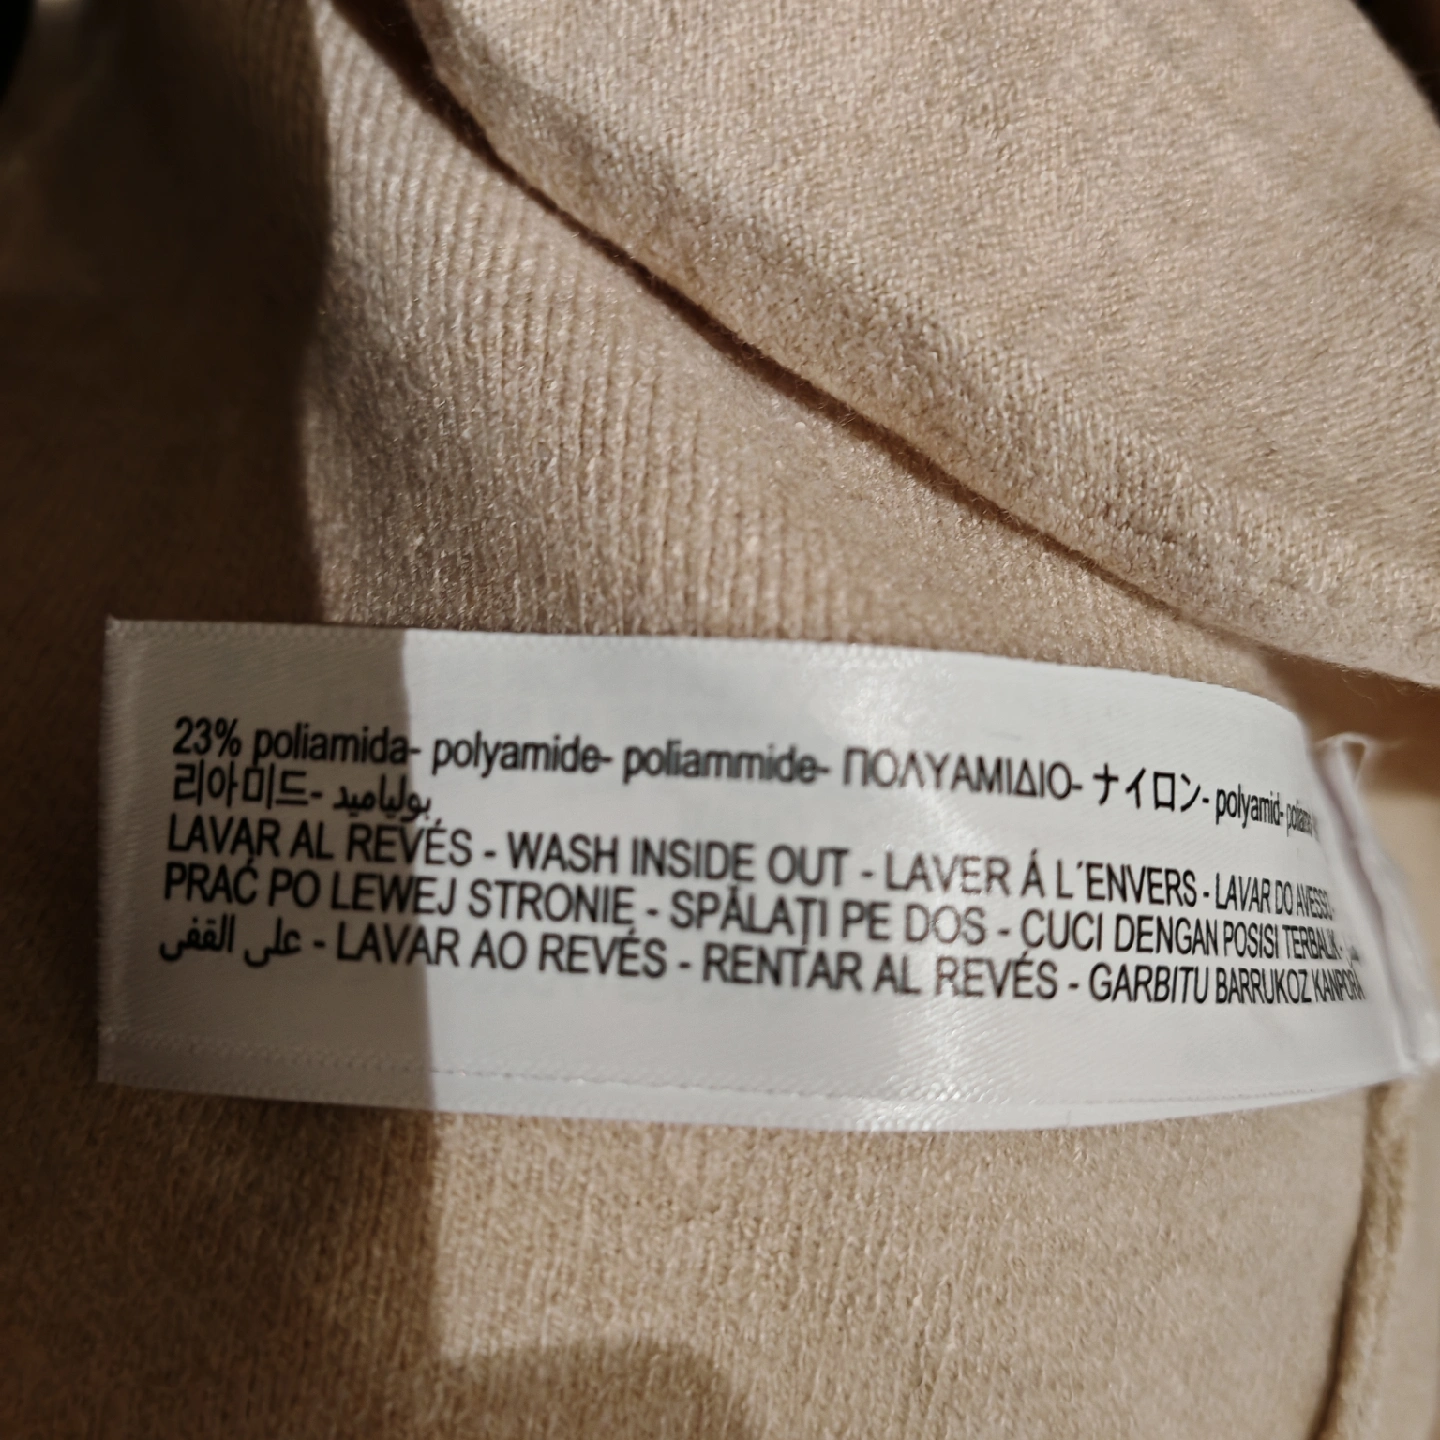 23% poliamida- polyamide- poliammide- ΠΟΛΥΑΜΙΔΙΟ- ナイロン- polyamid-
리아미드- بولياميد
LAVAR AL REVÉS - WASH INSIDE OUT - LAVER Á L´ENVERS - LAVAR DO AVESSO-
PRAĆ PO LEWEJ STRONIE - SPĂLAȚI PE DOS - CUCI DENGAN POSISI TERBALIK -
على القفى - LAVAR AO REVÉS - RENTAR AL REVÉS - GARBITU BARRUKOZ KANPORA